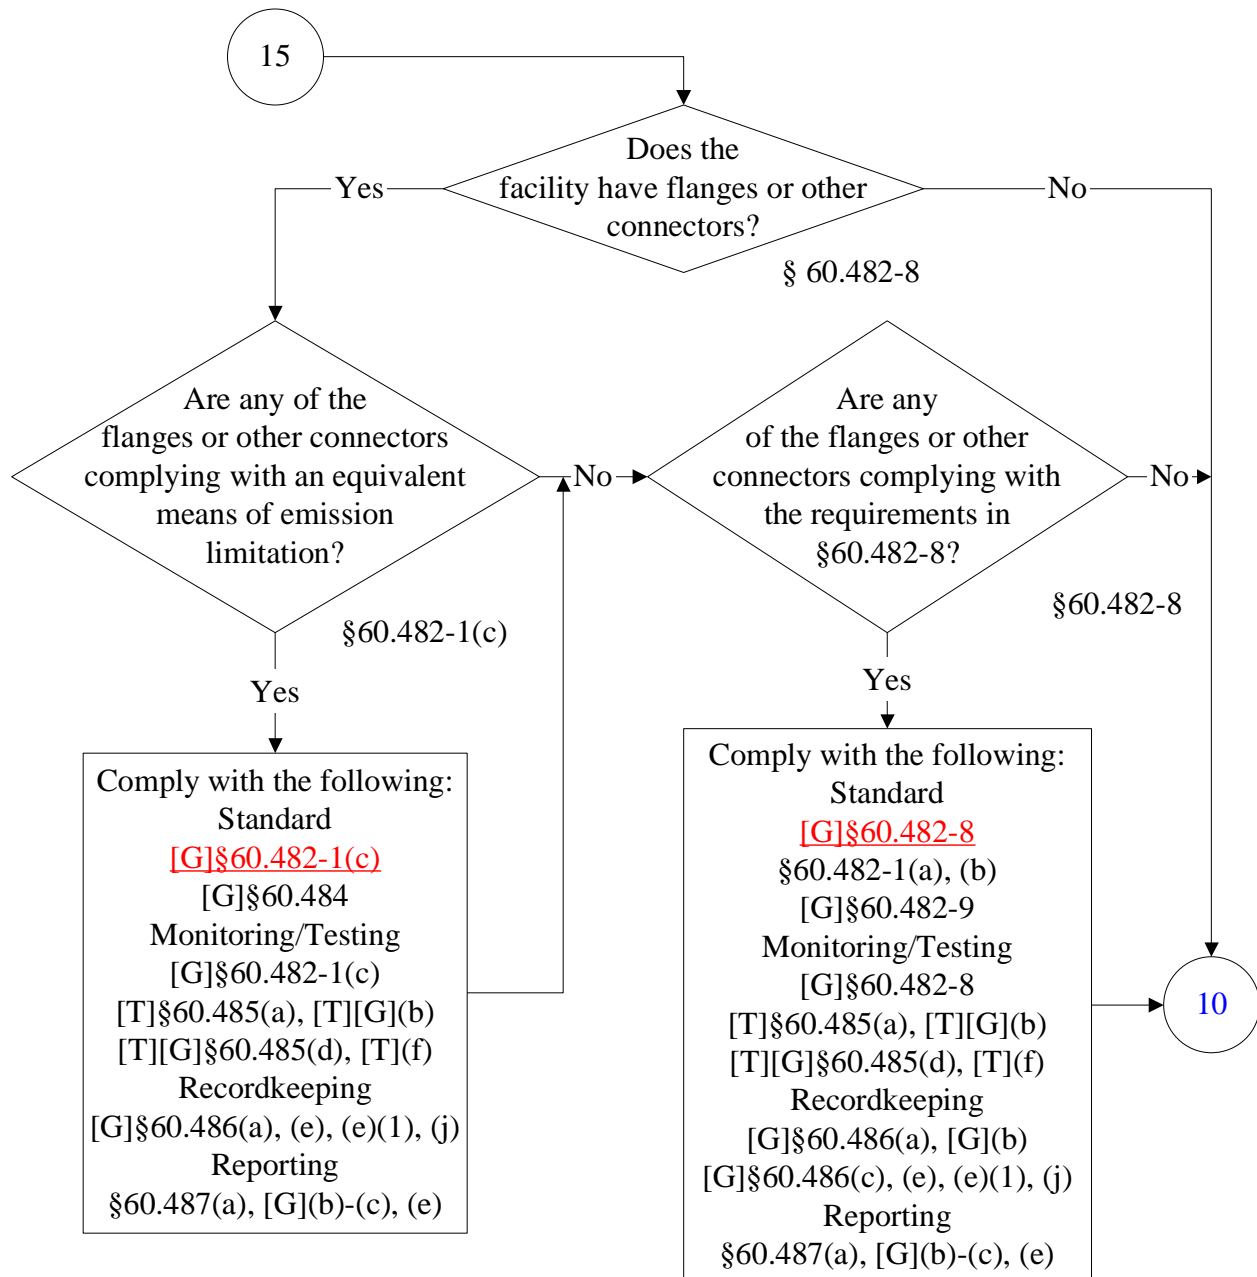 15
Does the
facility have flanges or other
connectors?
Yes
No
§ 60.482-8
Are any of the
flanges or other connectors
complying with an equivalent
means of emission
limitation?
No
§60.482-1(c)
Yes
Are any
of the flanges or other
connectors complying with
the requirements in
§60.482-8?
No
§60.482-8
Yes
Comply with the following:
Standard
[G]§60.482-1(c)
[G]§60.484
Monitoring/Testing
[G]§60.482-1(c)
[T]§60.485(a), [T][G](b)
[T][G]§60.485(d), [T](f)
Recordkeeping
[G]§60.486(a), (e), (e)(1), (j)
Reporting
§60.487(a), [G](b)-(c), (e)
Comply with the following:
Standard
[G]§60.482-8
§60.482-1(a), (b)
[G]§60.482-9
Monitoring/Testing
[G]§60.482-8
[T]§60.485(a), [T][G](b)
[T][G]§60.485(d), [T](f)
Recordkeeping
[G]§60.486(a), [G](b)
[G]§60.486(c), (e), (e)(1), (j)
Reporting
§60.487(a), [G](b)-(c), (e)
10